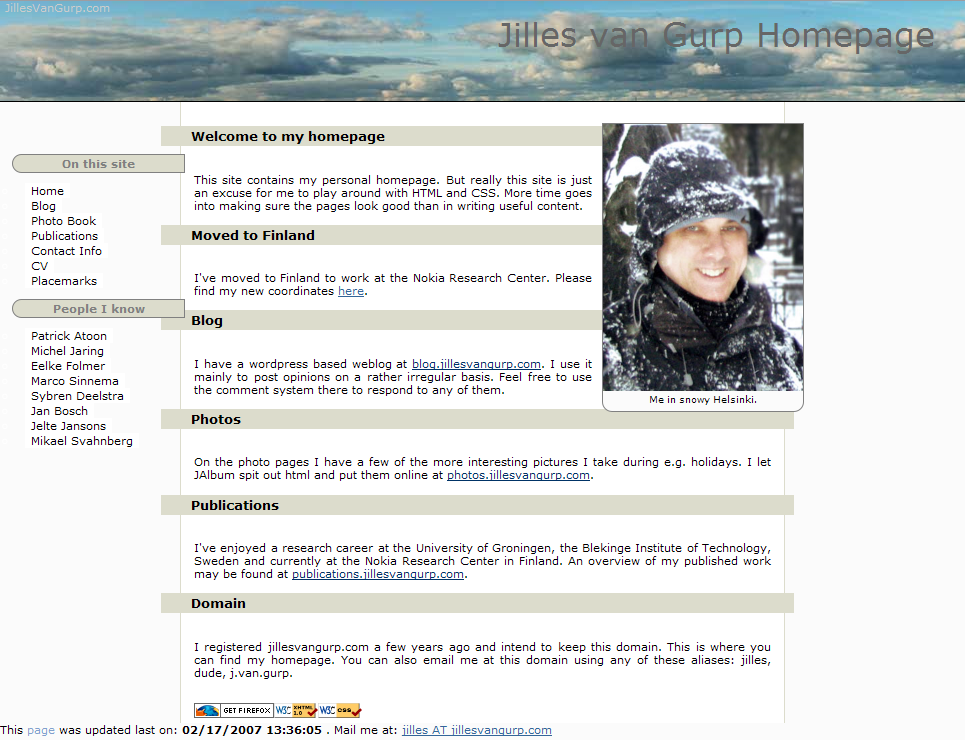 JillesVanGurp.com
Jilles van Gurp Homepage
On this site
Home
Blog
Photo Book
Publications
Contact Info
CV
Placemarks
People I know
Patrick Atoon
Michel Jaring
Eelke Folmer
Marco Sinnema
Sybren Deelstra
Jan Bosch
Jelte Jansons
Mikael Svahnberg
Welcome to my homepage
This site contains my personal homepage. But really this site is just
an excuse for me to play around with HTML and CSS. More time goes
into making sure the pages look good than in writing useful content.
Moved to Finland
I've moved to Finland to work at the Nokia Research Center. Please
find my new coordinates here.
Blog
I have a wordpress based weblog at blog.jillesvangurp.com. I use it
mainly to post opinions on a rather irregular basis. Feel free to use
the comment system there to respond to any of them.
Me in snowy Helsinki.
Photos
On the photo pages I have a few of the more interesting pictures I take during e.g. holidays. I let
JAlbum spit out html and put them online at photos.jillesvangurp.com.
Publications
I've enjoyed a research career at the University of Groningen, the Blekinge Institute of Technology,
Sweden and currently at the Nokia Research Center in Finland. An overview of my published work
may be found at publications.jillesvangurp.com.
Domain
I registered jillesvangurp.com a few years ago and intend to keep this domain. This is where you
can find my homepage. You can also email me at this domain using any of these aliases: jilles,
dude, j.van.gurp.
GET FIREFOX W3C XHTML 1.0 W3C CSS
This page was updated last on: 02/17/2007 13:36:05 . Mail me at: jilles AT jillesvangurp.com